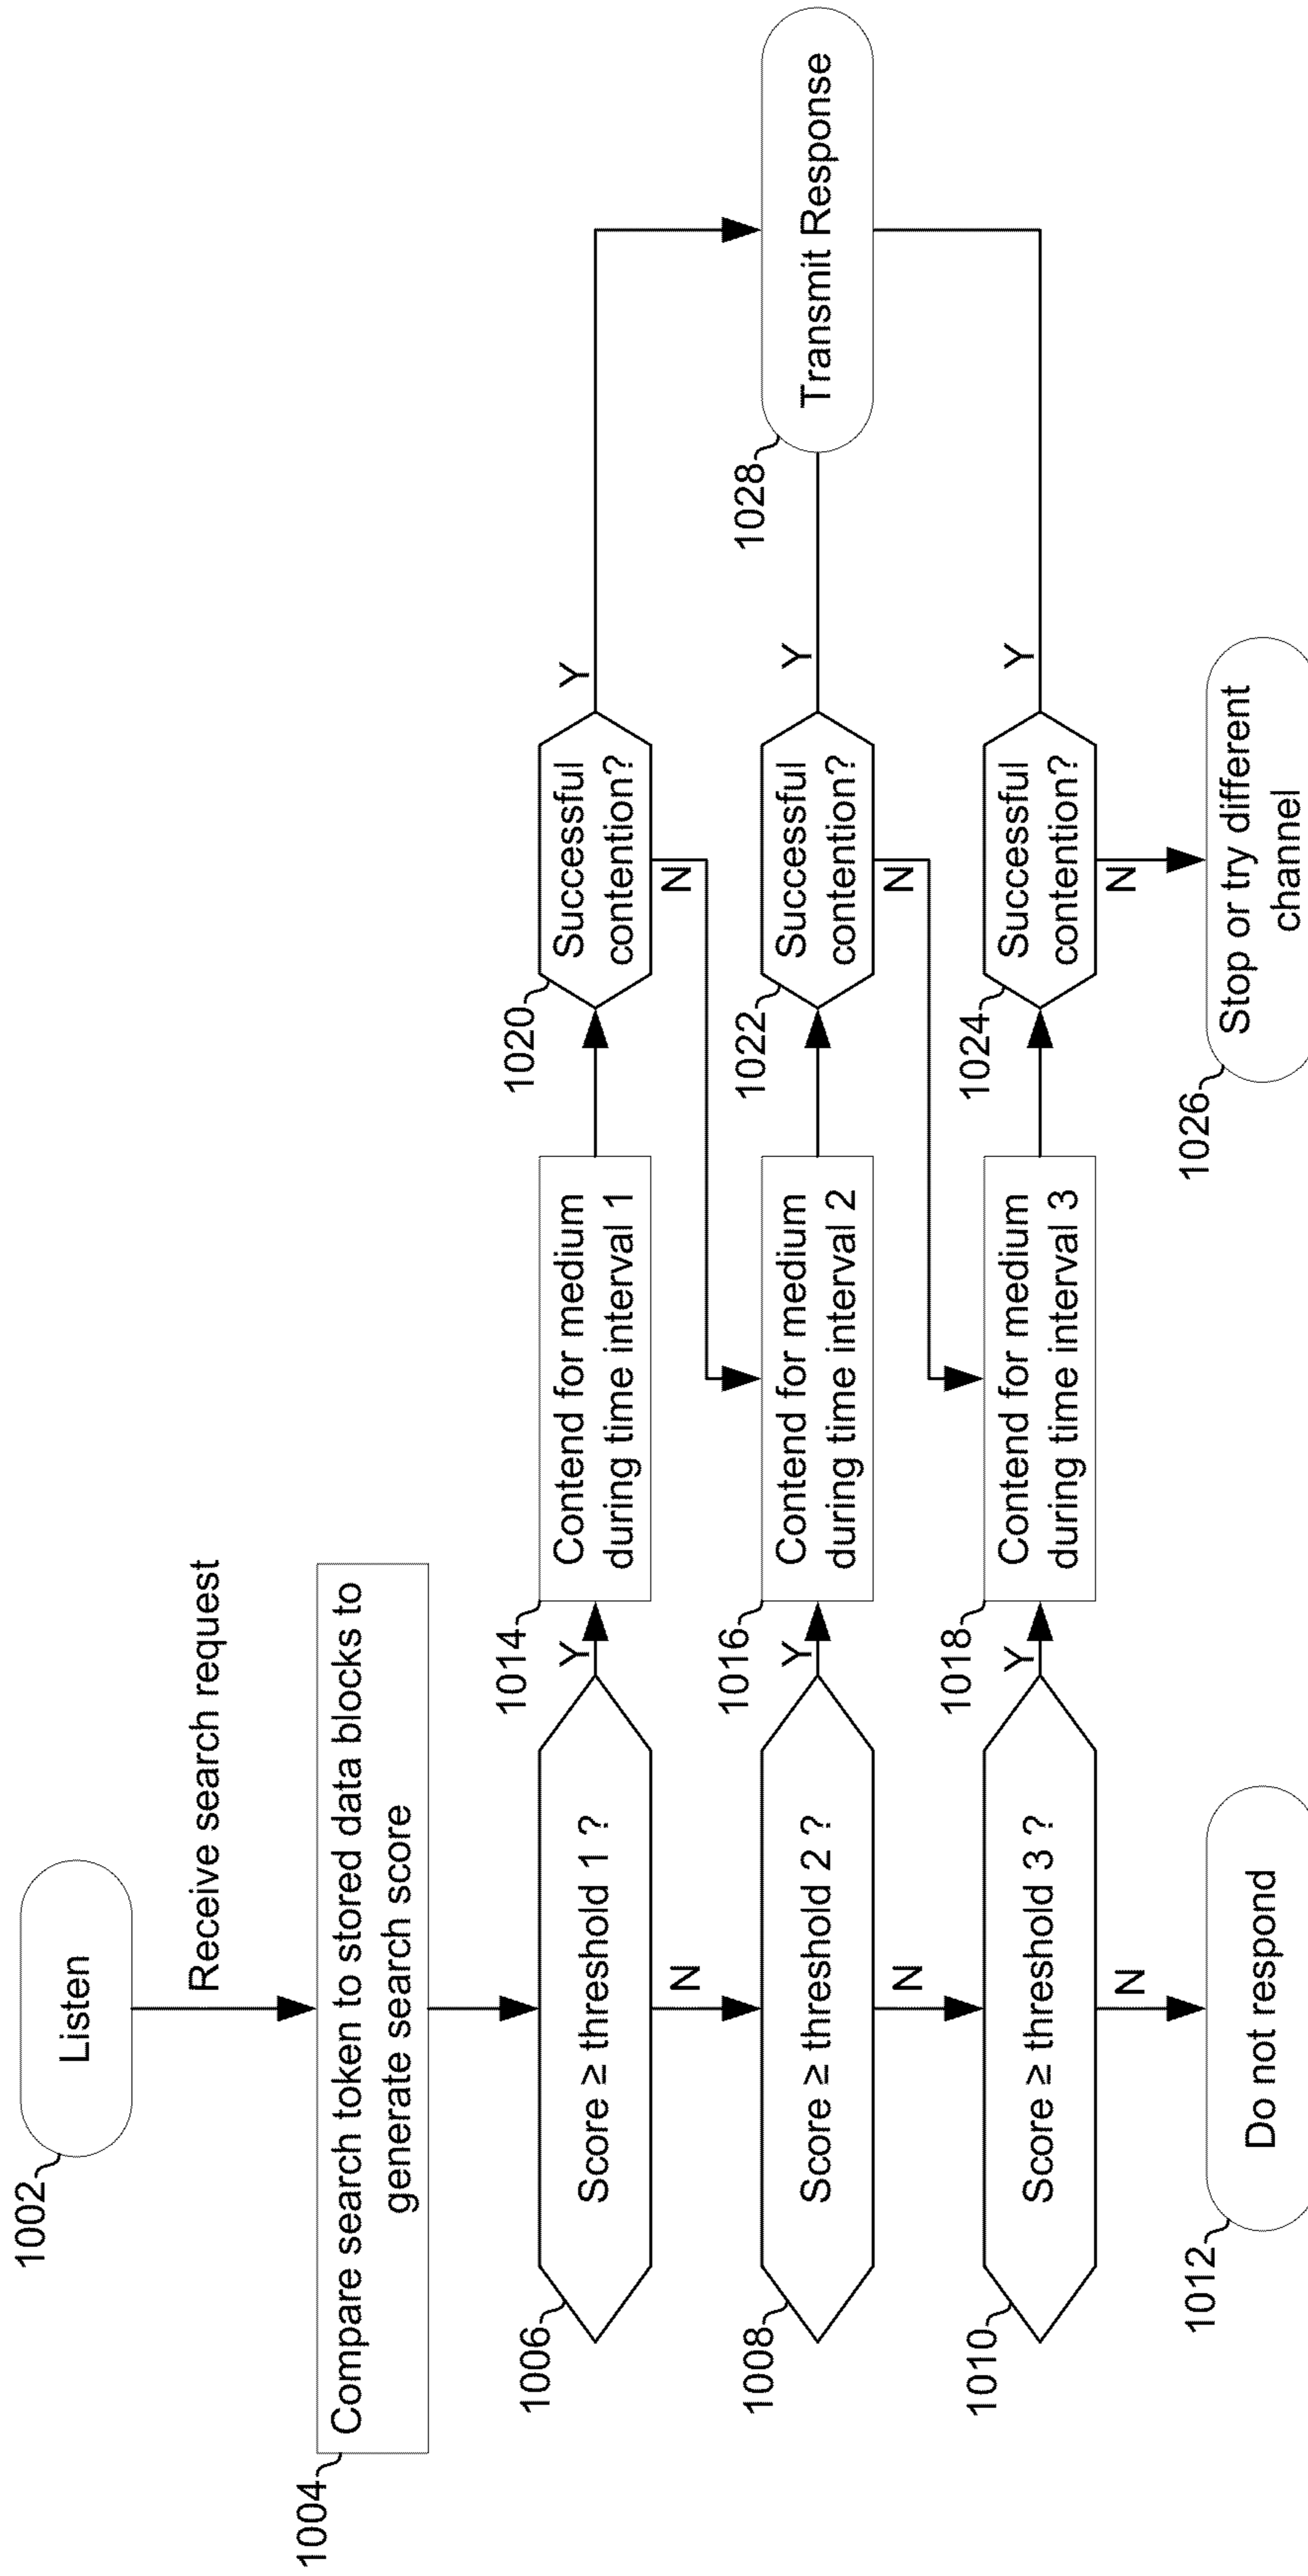 1002
Listen
Receive search request
1004
Compare search token to stored data blocks to
generate search score
1006
Score ≥ threshold 1 ?
Y
N
1014
Contend for medium
during time interval 1
1020
Successful
contention?
Y
N
1008
Score ≥ threshold 2 ?
Y
N
1016
Contend for medium
during time interval 2
1022
Successful
contention?
Y
N
1028
Transmit Response
1010
Score ≥ threshold 3 ?
Y
N
1018
Contend for medium
during time interval 3
1024
Successful
contention?
Y
N
1012
Do not respond
1026
Stop or try different
channel